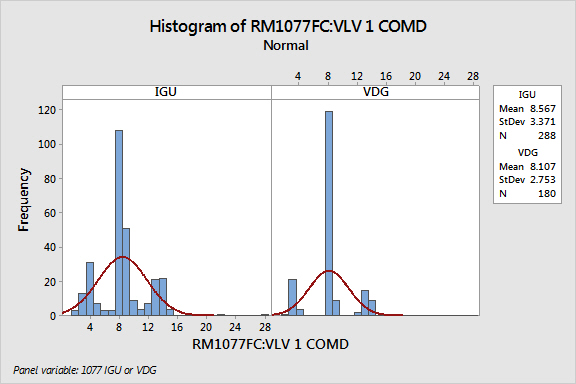 Histogram of RM1077FC:VLV 1 COMD
Normal
4 8 12 16 20 24 28
IGU VDG
120
100
80
60
40
20
0
Frequency
4 8 12 16 20 24 28
RM1077FC:VLV 1 COMD
IGU
Mean 8.567
StDev 3.371
N 288
VDG
Mean 8.107
StDev 2.753
N 180
Panel variable: 1077 IGU or VDG